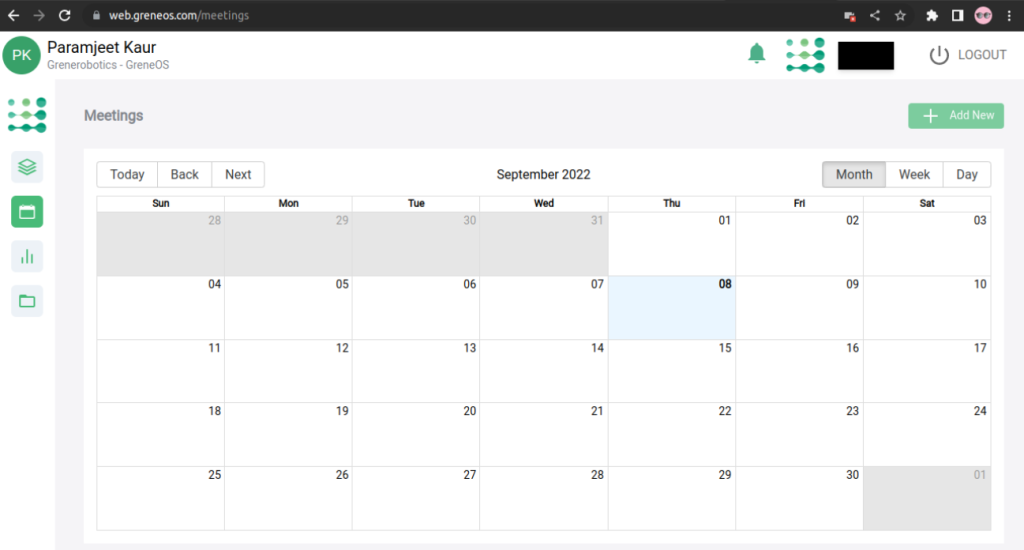 web.greneos.com/meetings
PK
Paramjeet Kaur
Grenerobotics - GreneOS
LOGOUT
Meetings
Add New
Today Back Next
September 2022
Month Week Day
Sun Mon Tue Wed Thu Fri Sat
28 29 30 31 01 02 03
04 05 06 07 08 09 10
11 12 13 14 15 16 17
18 19 20 21 22 23 24
25 26 27 28 29 30 01